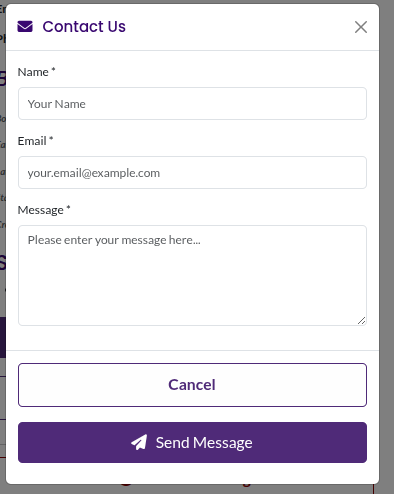 Contact Us
Name *
Your Name
Email *
your.email@example.com
Message *
Please enter your message here...
Cancel
Send Message